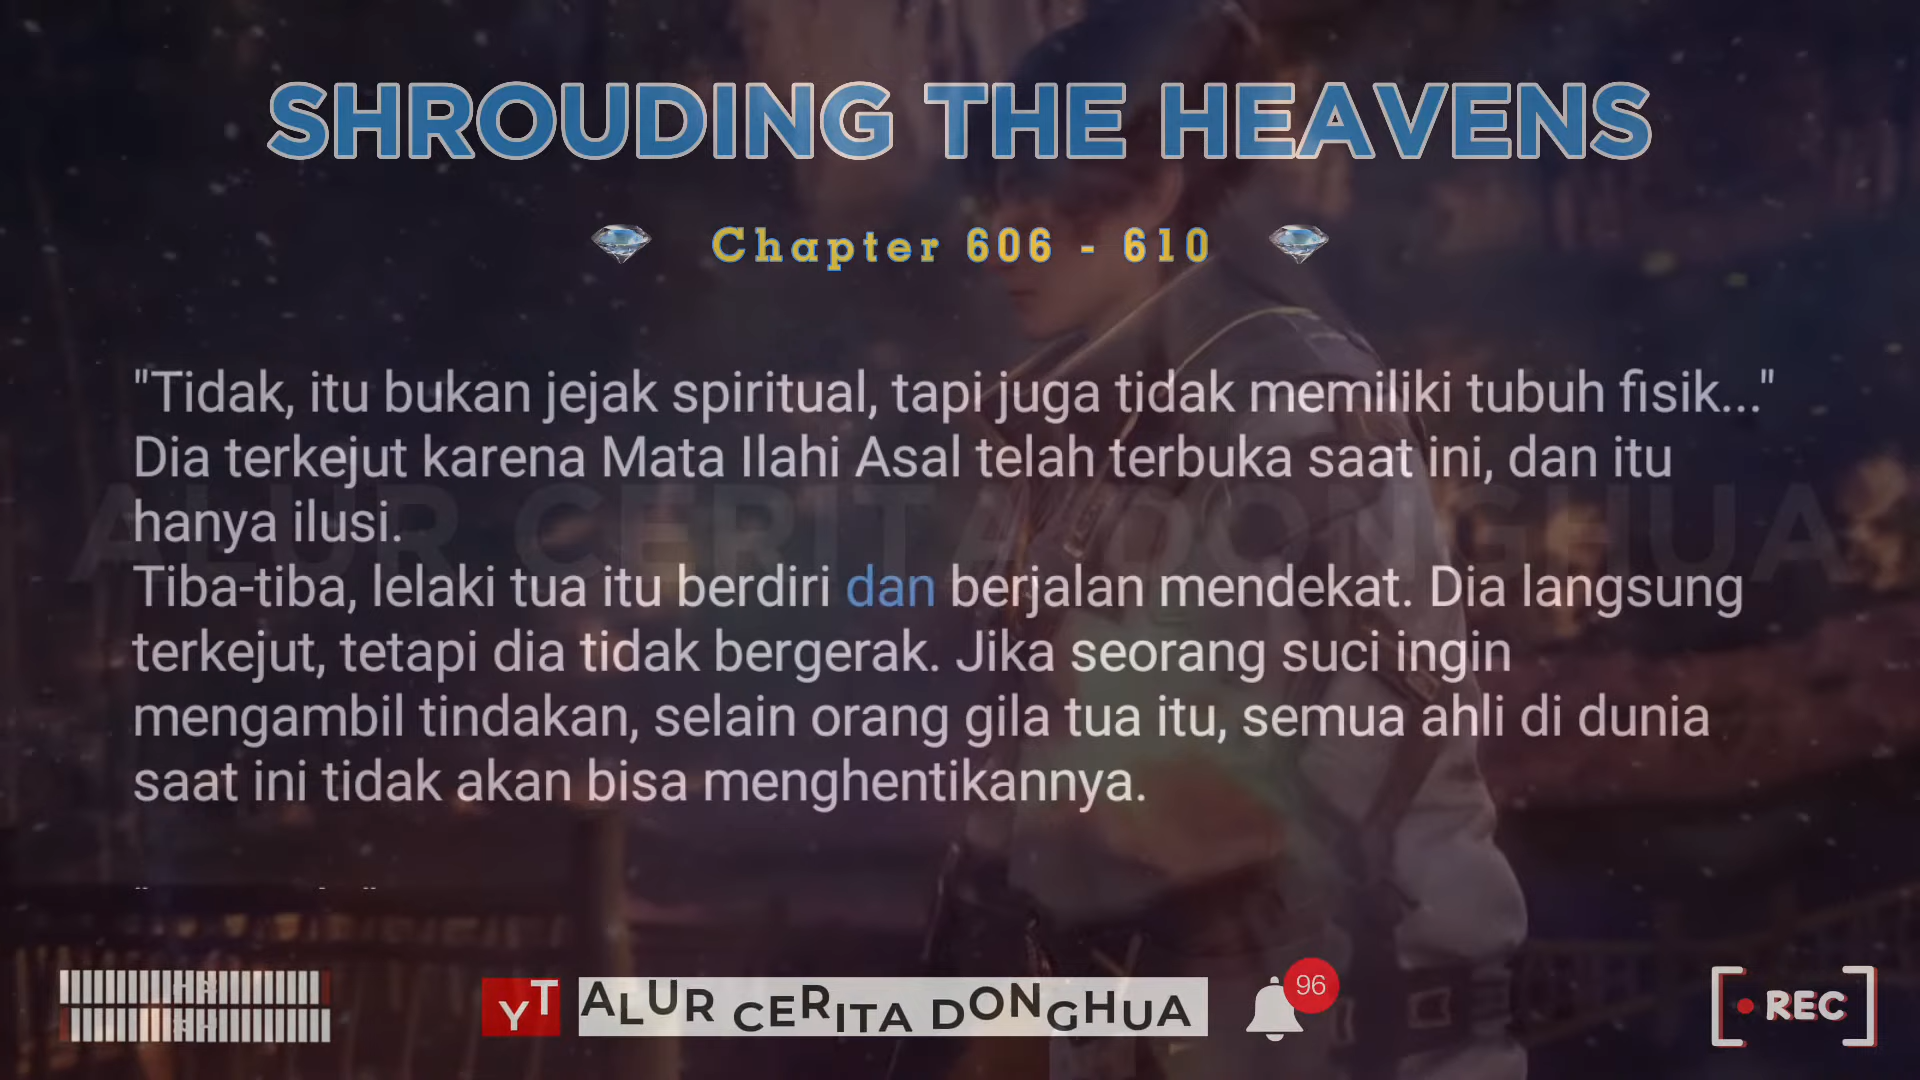 SHROUDING THE HEAVENS
Chapter 606 - 610
"Tidak, itu bukan jejak spiritual, tapi juga tidak memiliki tubuh fisik..."
Dia terkejut karena Mata Ilahi Asal telah terbuka saat ini, dan itu
hanya ilusi.
ALUR CERITA DONGHUA
Tiba-tiba, lelaki tua itu berdiri dan berjalan mendekat. Dia langsung
terkejut, tetapi dia tidak bergerak. Jika seorang suci ingin
mengambil tindakan, selain orang gila tua itu, semua ahli di dunia
saat ini tidak akan bisa menghentikannya.
YT ALUR CERITA DONGHUA 96
REC